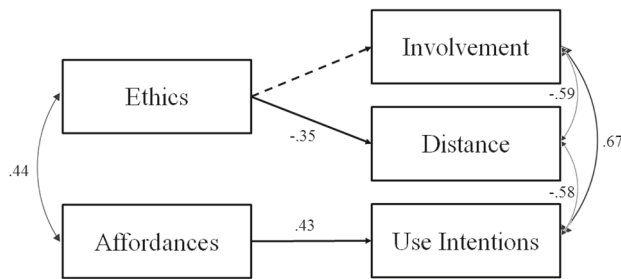 Involvement
Ethics
-.59
-.35
Distance
.67
.44
-.58
.43
Affordances
Use Intentions